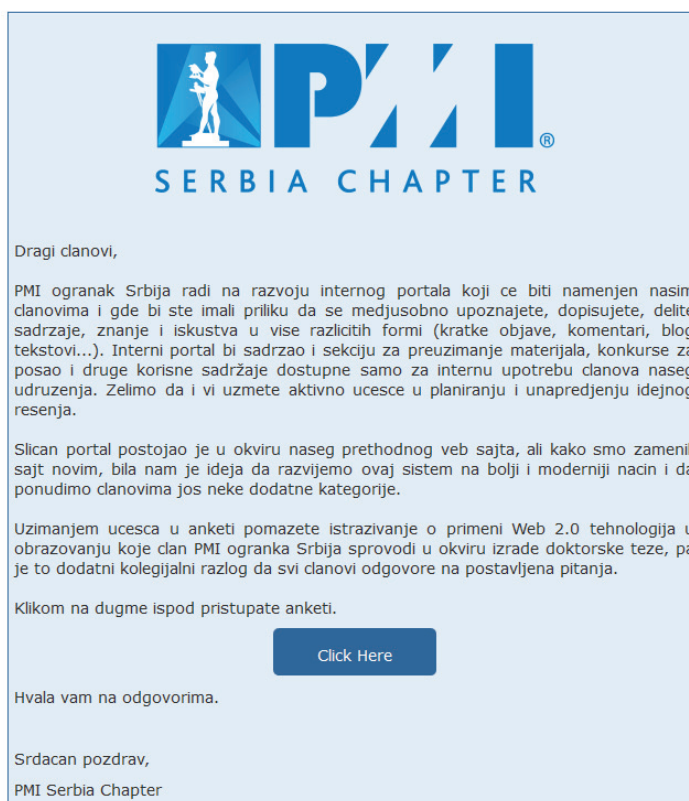 PMI®
SERBIA CHAPTER
Dragi clanovi,
PMI ogranak Srbija radi na razvoju internog portala koji ce biti namenjen nasim
clanovima i gde bi ste imali priliku da se medjusobno upoznajete, dopisujete, delite
sadrzaje, znanje i iskustva u vise razlicitih formi (kratke objave, komentari, blog
tekstovi...). Interni portal bi sadrzao i sekciju za preuzimanje materijala, konkurse za
posao i druge korisne sadržaje dostupne samo za internu upotrebu clanova naseg
udruzenja. Zelimo da i vi uzmete aktivno ucesce u planiranju i unapredjenju idejnog
resenja.
Slican portal postojao je u okviru naseg prethodnog veb sajta, ali kako smo zamenil
sajt novim, bila nam je ideja da razvijemo ovaj sistem na bolji i moderniji nacin i da
ponudimo clanovima jos neke dodatne kategorije.
Uzimanjem ucesca u anketi pomazete istrazivanje o primeni Web 2.0 tehnologija u
obrazovanju koje clan PMI ogranka Srbija sprovodi u okviru izrade doktorske teze, pa
je to dodatni kolegijalni razlog da svi clanovi odgovore na postavljena pitanja.
Klikom na dugme ispod pristupate anketi.
Click Here
Hvala vam na odgovorima.
Srdacan pozdrav,
PMI Serbia Chapter